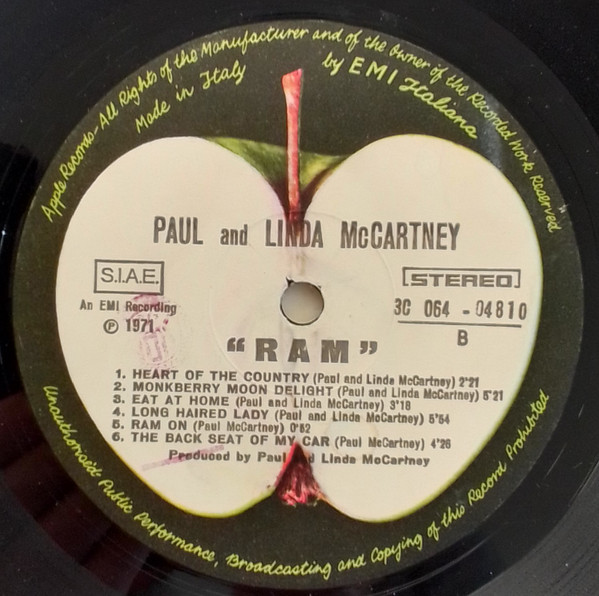 Apple Records - All Rights of the Manufacturer and of the Owner of the Recorded Work Reserved
Made in Italy
by EMI Italiana
PAUL and LINDA McCARTNEY
S.I.A.E.
[STEREO]
An EMI Recording
3C 064 - 04810
℗ 1971
B
“RAM”
1. HEART OF THE COUNTRY (Paul and Linda McCartney) 2'21
2. MONKBERRY MOON DELIGHT (Paul and Linda McCartney) 5'21
3. EAT AT HOME (Paul and Linda McCartney) 3'18
4. LONG HAIRED LADY (Paul and Linda McCartney) 5'54
5. RAM ON (Paul McCartney) 0'52
6. THE BACK SEAT OF MY CAR (Paul McCartney) 4'26
Produced by Paul d Linda McCartney
Unauthorised Public Performance, Broadcasting and Copying of this Record Prohibited